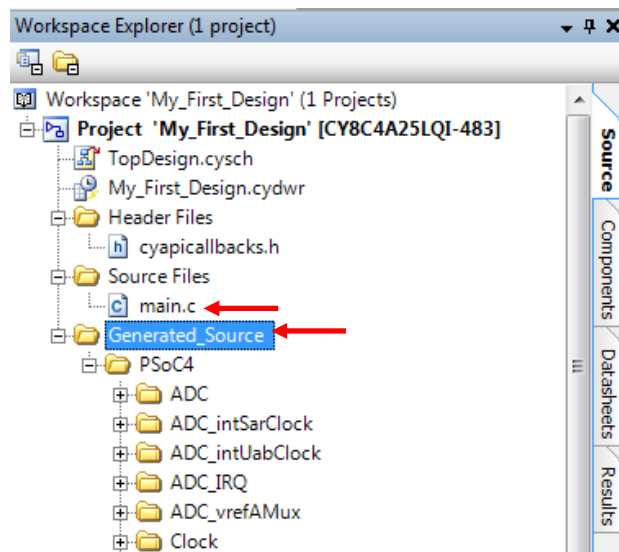 Workspace Explorer (1 project)
Workspace 'My_First_Design' (1 Projects)
Project 'My_First_Design' [CY8C4A25LQI-483]
TopDesign.cysch
My_First_Design.cydwr
Header Files
h cyapicallbacks.h
Source Files
c main.c
Generated_Source
PSoC4
ADC
ADC_intSarClock
ADC_intUabClock
ADC_IRQ
ADC_vrefAMux
Clock
Source
Components
Datasheets
Results